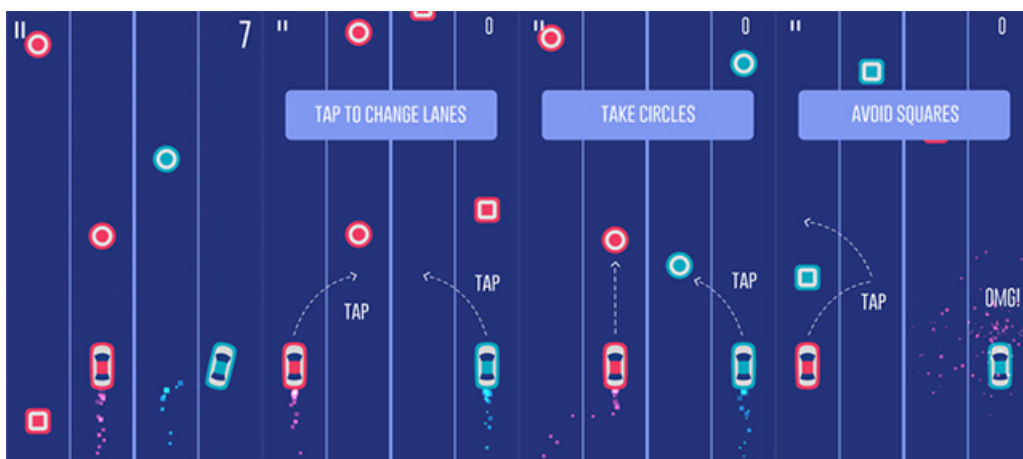 7
0
TAP TO CHANGE LANES
TAP
TAP
0
TAKE CIRCLES
TAP
0
AVOID SQUARES
TAP
OMG!